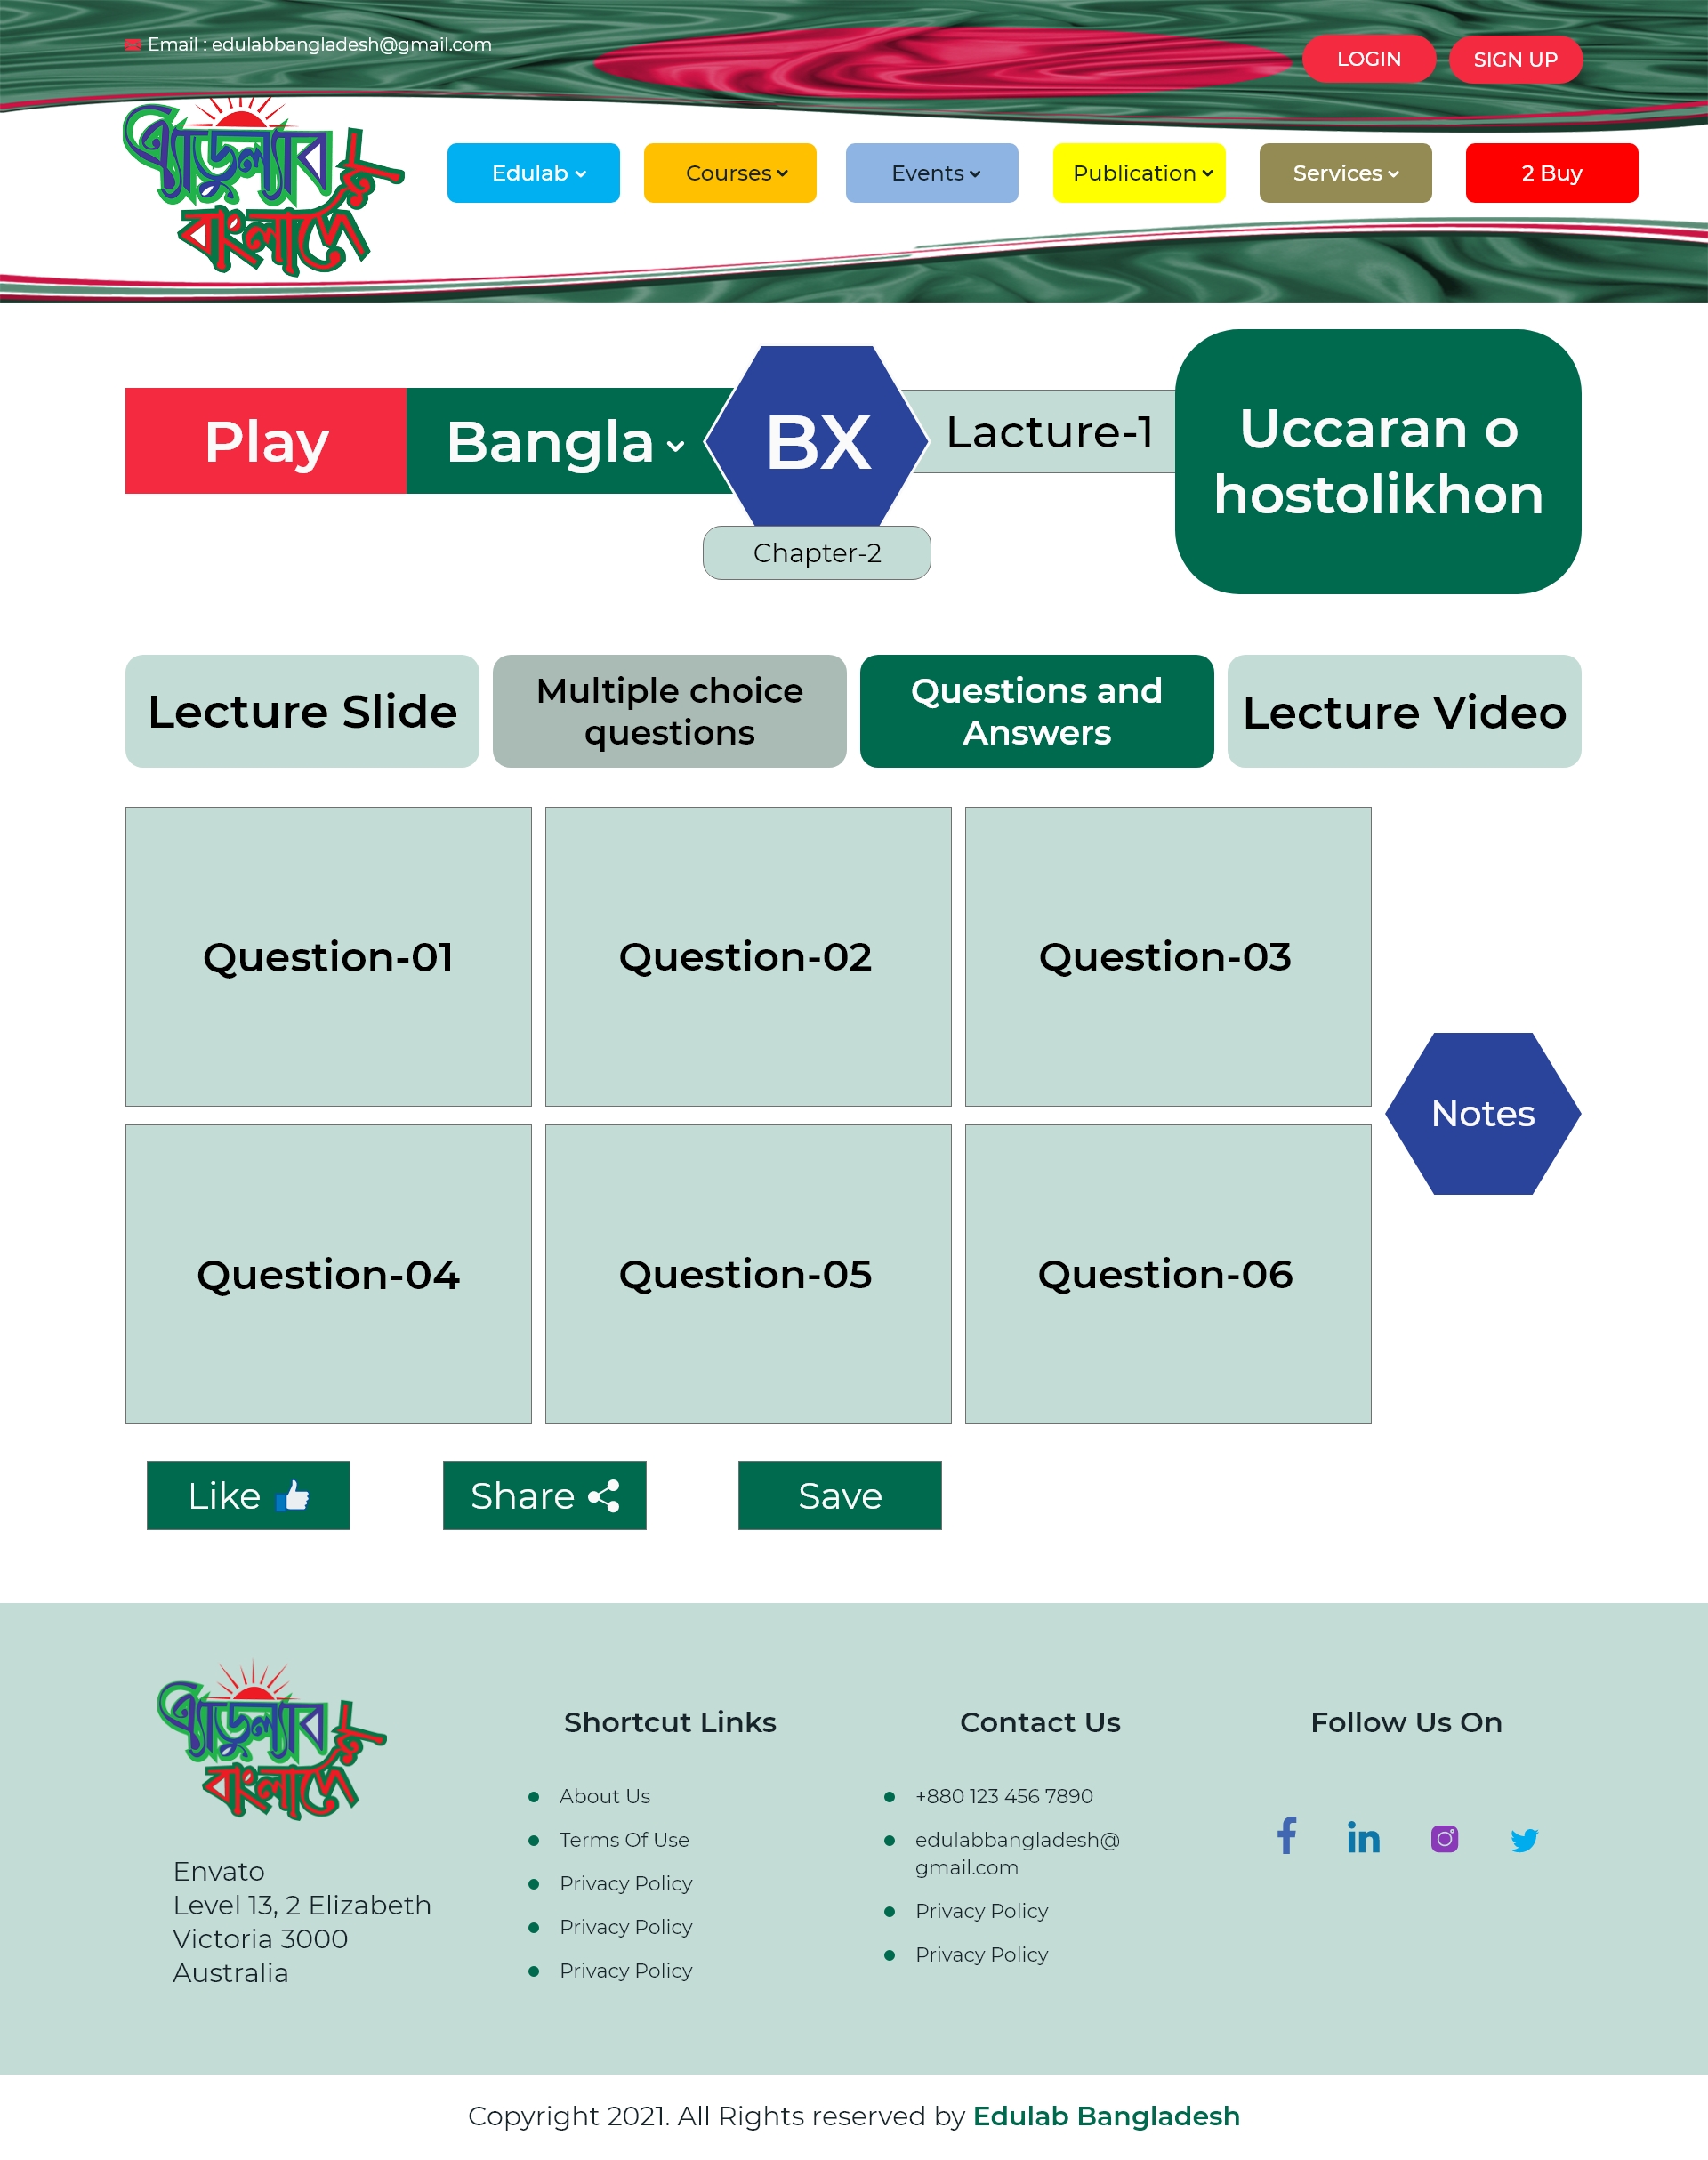 Email : edulabbangladesh@gmail.com
LOGIN
SIGN UP
এ্যাডুল্যাব
বাংলাদেশ
Edulab
Courses
Events
Publication
Services
2 Buy
Play
Bangla
BX
Lacture-1
Uccaran o
hostolikhon
Chapter-2
Lecture Slide
Multiple choice
questions
Questions and
Answers
Lecture Video
Question-01
Question-02
Question-03
Question-04
Question-05
Question-06
Notes
Like
Share
Save
এ্যাডুল্যাব
বাংলাদেশ
Envato
Level 13, 2 Elizabeth
Victoria 3000
Australia
Shortcut Links
About Us
Terms Of Use
Privacy Policy
Privacy Policy
Privacy Policy
Contact Us
+880 123 456 7890
edulabbangladesh@
gmail.com
Privacy Policy
Privacy Policy
Follow Us On
Copyright 2021. All Rights reserved by Edulab Bangladesh